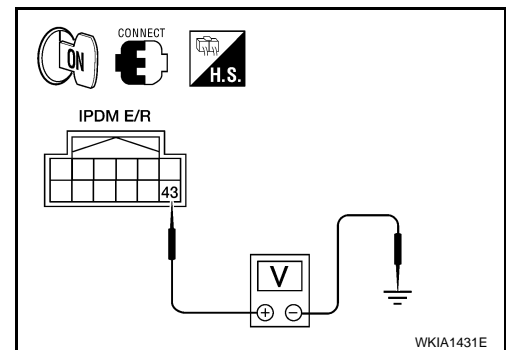 CONNECT
ON
H.S.
IPDM E/R
43
V
+ −
WKIA1431E